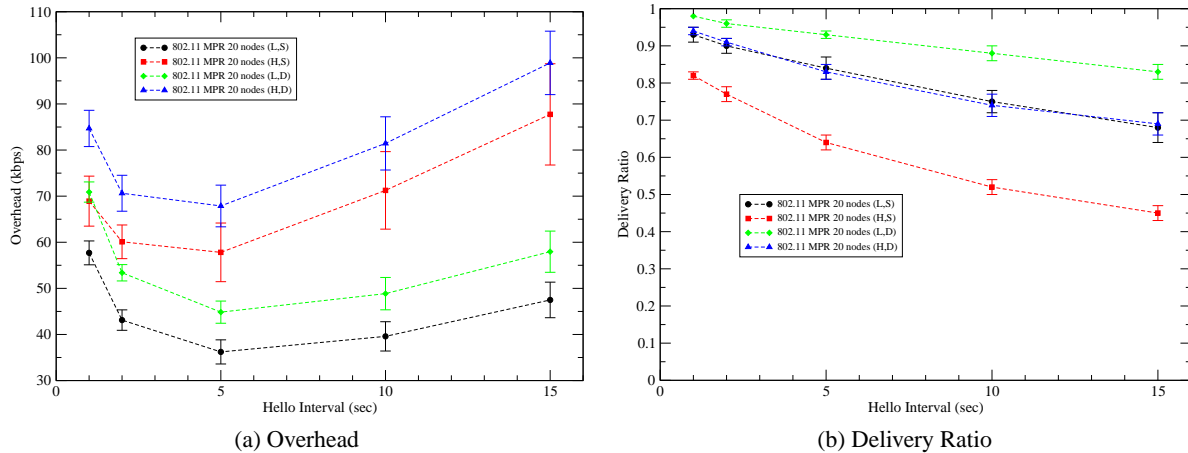 110
100
90
80
70
60
50
40
30
Overhead (kbps)
802.11 MPR 20 nodes (L,S)
802.11 MPR 20 nodes (H,S)
802.11 MPR 20 nodes (L,D)
802.11 MPR 20 nodes (H,D)
0 5 10 15
Hello Interval (sec)
(a) Overhead
1
0.9
0.8
0.7
0.6
0.5
0.4
0.3
0.2
0.1
0
Delivery Ratio
802.11 MPR 20 nodes (L,S)
802.11 MPR 20 nodes (H,S)
802.11 MPR 20 nodes (L,D)
802.11 MPR 20 nodes (H,D)
0 5 10 15
Hello Interval (sec)
(b) Delivery Ratio